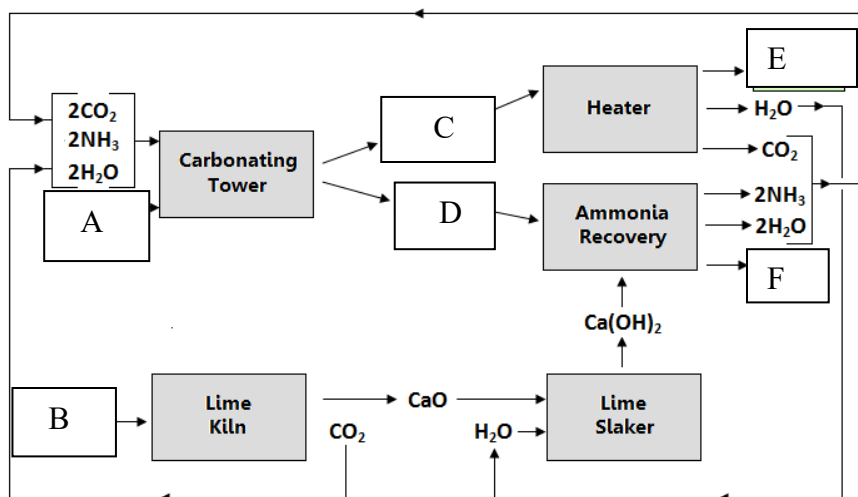 E
2CO₂
2NH₃
2H₂O
A
Carbonating
Tower
C
D
Heater
H₂O
CO₂
Ammonia
Recovery
2NH₃
2H₂O
F
Ca(OH)₂
B
Lime
Kiln
CaO
CO₂
H₂O
Lime
Slaker